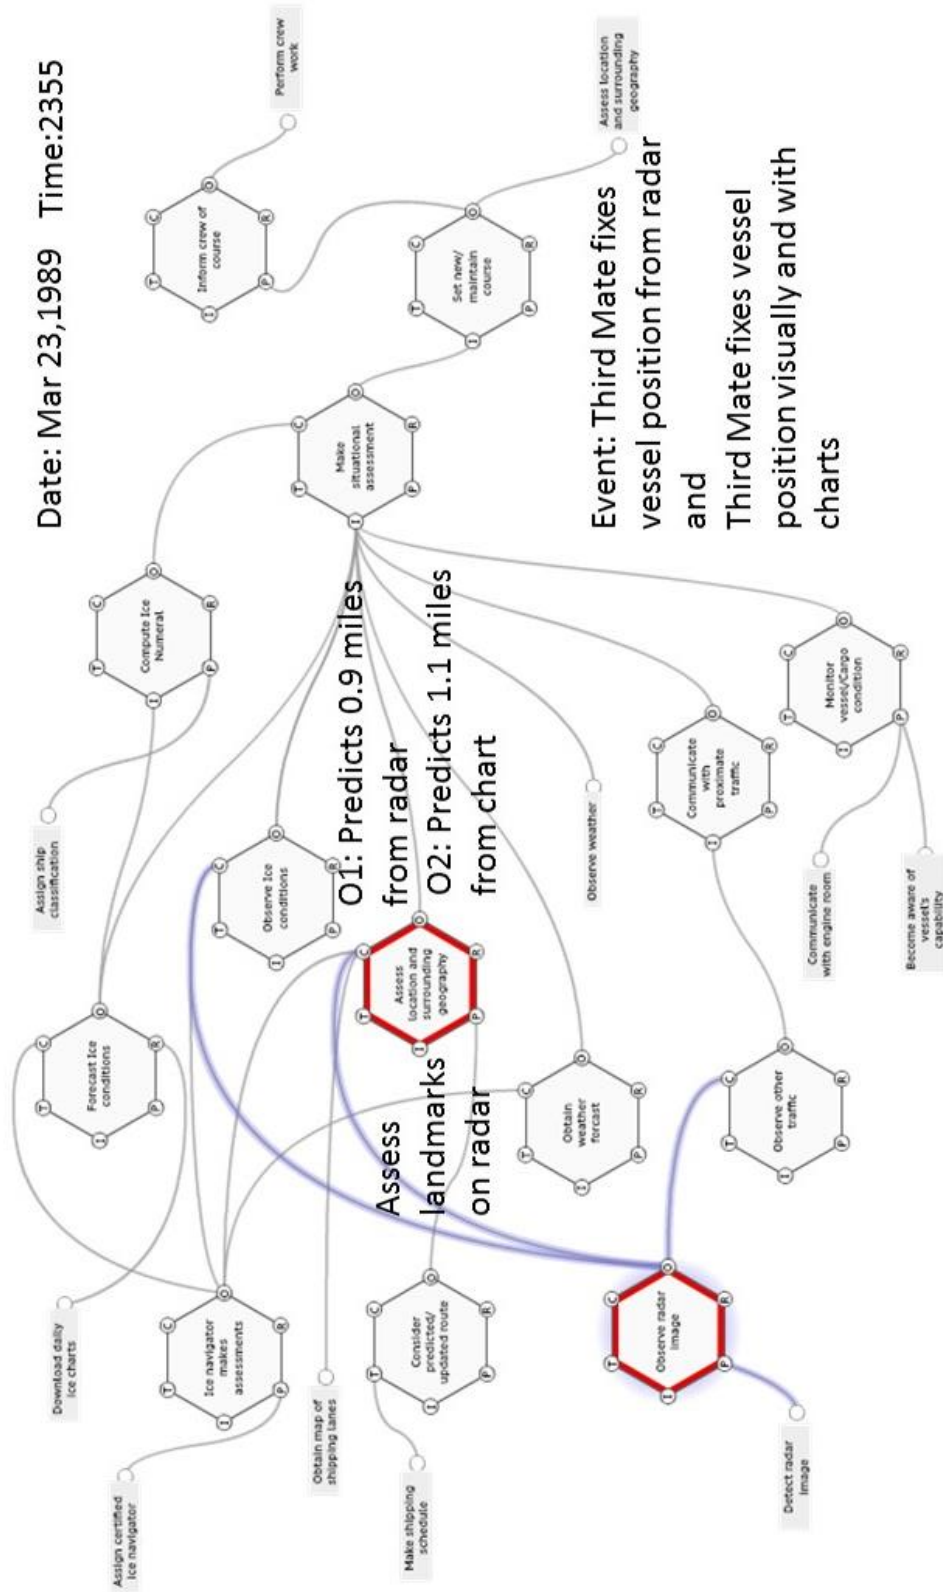 Date: Mar 23,1989 Time:2355
Assign certified
ice navigator
Download daily
ice charts
T C
Forecast Ice
conditions
I O
P R
Assign ship
classification
T C
Compute Ice
Numeral
I O
P R
T C
Inform crew of
course
I O
P R
Perform crew
work
T C
Ice navigator
makes
assessments
I O
P R
T C
Observe Ice
conditions
I O
P R
Obtain map of
shipping lanes
T C
Make
situational
assessment
I O
P R
T C
Set new/
maintain
course
I O
P R
Assess location
and surrounding
geography
Make shipping
schedule
T C
Consider
predicted/
updated route
I O
P R
Assess
landmarks
on radar
T C
Assess
location and
surrounding
geography
I O
P R
O1: Predicts 0.9 miles
from radar
O2: Predicts 1.1 miles
from chart
T C
Obtain
weather
forcast
I O
P R
Observe weather
Event: Third Mate fixes
vessel position from radar
and
Third Mate fixes vessel
position visually and with
charts
Detect radar
image
T C
Observe radar
image
I O
P R
T C
Observe other
traffic
I O
P R
T C
Communicate
with
proximate
traffic
I O
P R
Communicate
with engine room
Become aware of
vessel's
capability
T C
Monitor
vessel/Cargo
condition
I O
P R